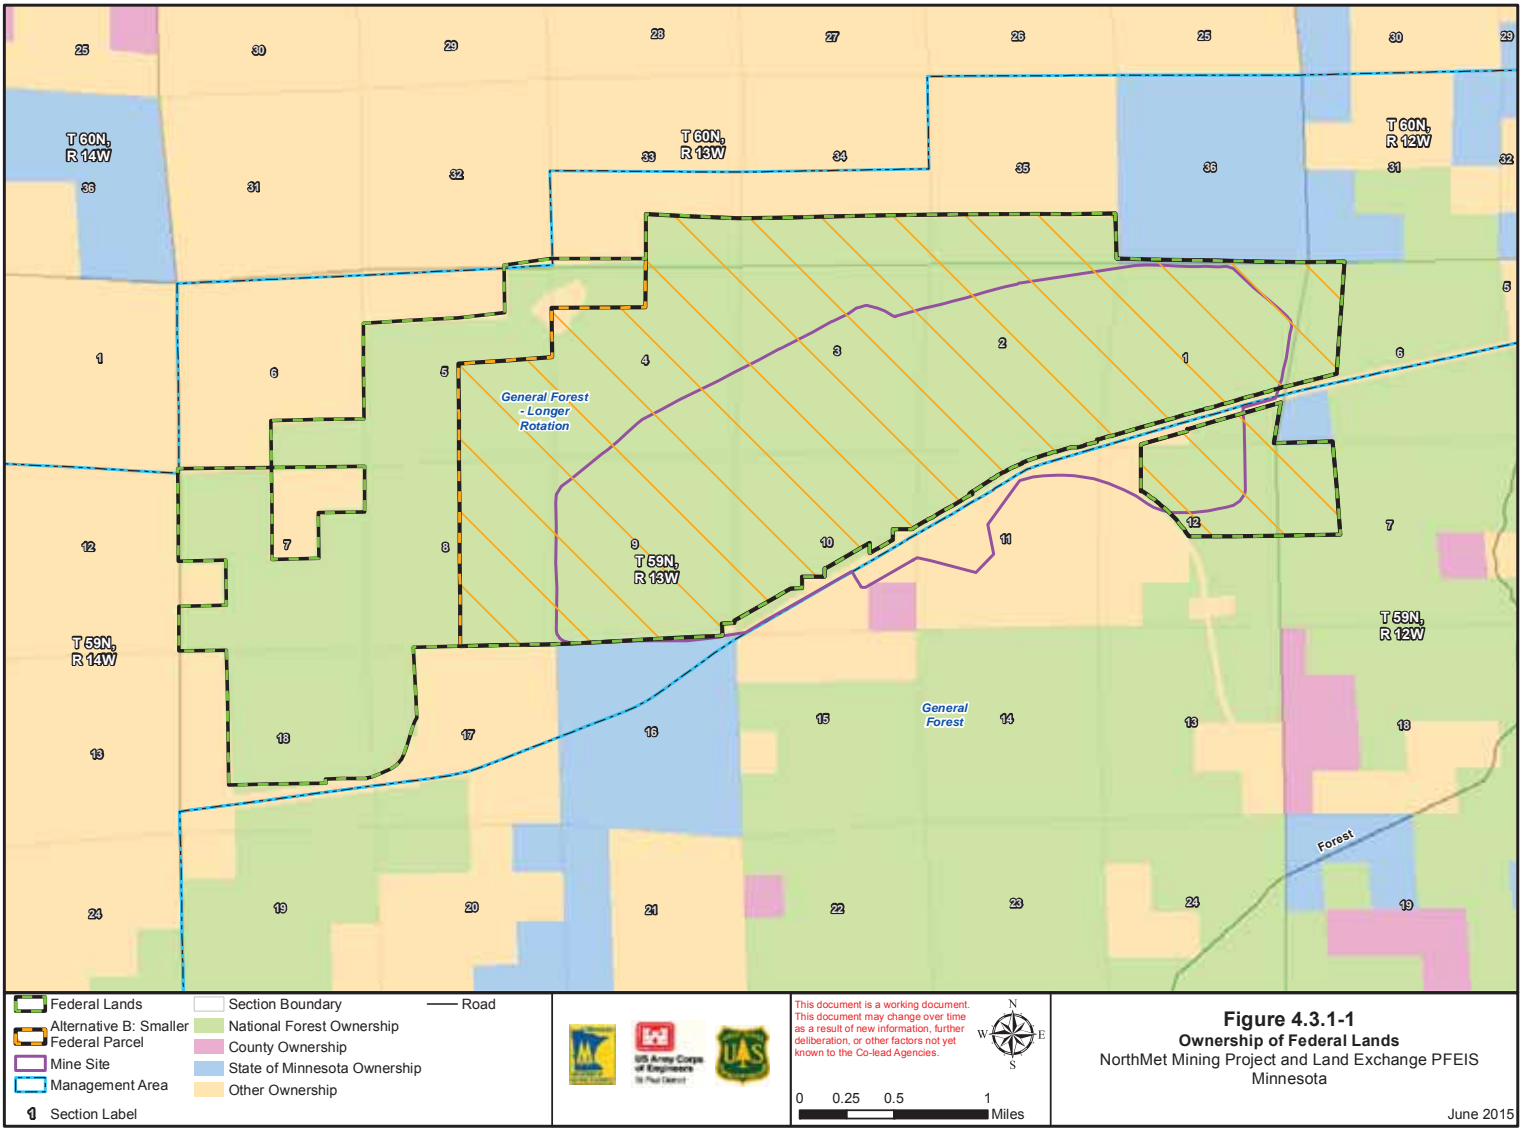 25
30
29
28
27
26
25
30
29
T 60N,
R 14W
T 60N,
R 13W
T 60N,
R 12W
36
31
32
33
34
35
36
31
32
1
6
5
4
3
2
1
6
5
General Forest
- Longer
Rotation
12
7
8
9
10
11
12
7
T 59N,
R 13W
T 59N,
R 14W
T 59N,
R 12W
13
18
17
16
15
General
Forest
14
13
18
Forest
24
19
20
21
22
23
24
19
Federal Lands
Alternative B: Smaller
Federal Parcel
Mine Site
Management Area
1 Section Label
Section Boundary
National Forest Ownership
County Ownership
State of Minnesota Ownership
Other Ownership
Road
US Army Corps
of Engineers
St Paul District
UAS
This document is a working document.
This document may change over time
as a result of new information, further
deliberation, or other factors not yet
known to the Co-lead Agencies.
N
W E
S
0 0.25 0.5 1
Miles
Figure 4.3.1-1
Ownership of Federal Lands
NorthMet Mining Project and Land Exchange PFEIS
Minnesota
June 2015